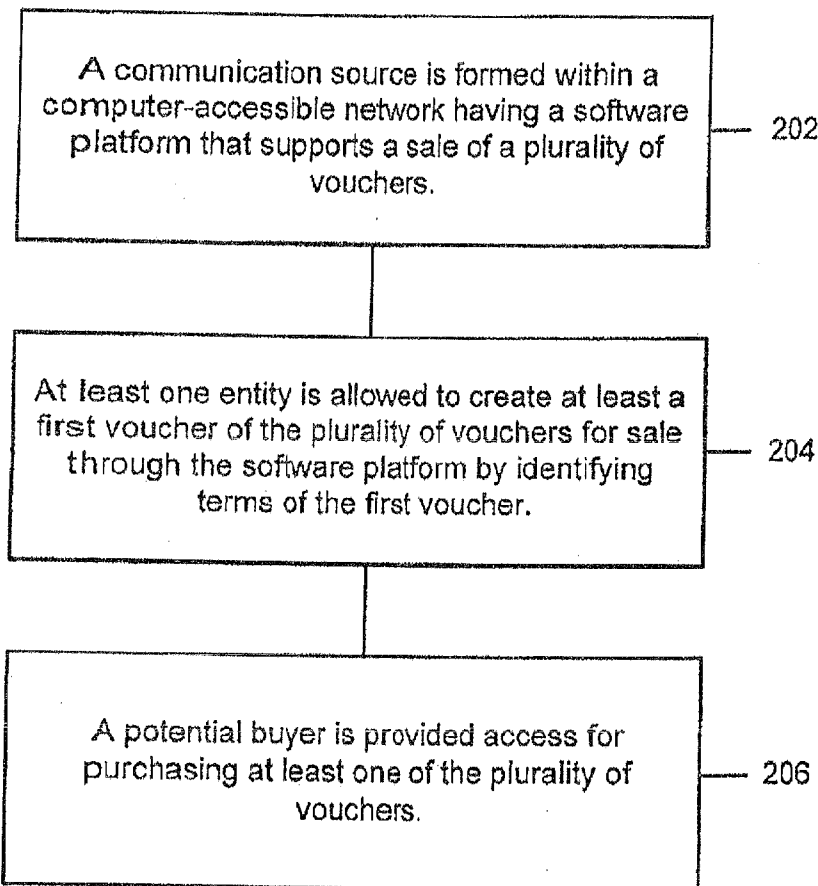 A communication source is formed within a
computer-accessible network having a software
platform that supports a sale of a plurality of
vouchers.
202
At least one entity is allowed to create at least a
first voucher of the plurality of vouchers for sale
through the software platform by identifying
terms of the first voucher.
204
A potential buyer is provided access for
purchasing at least one of the plurality of
vouchers.
206